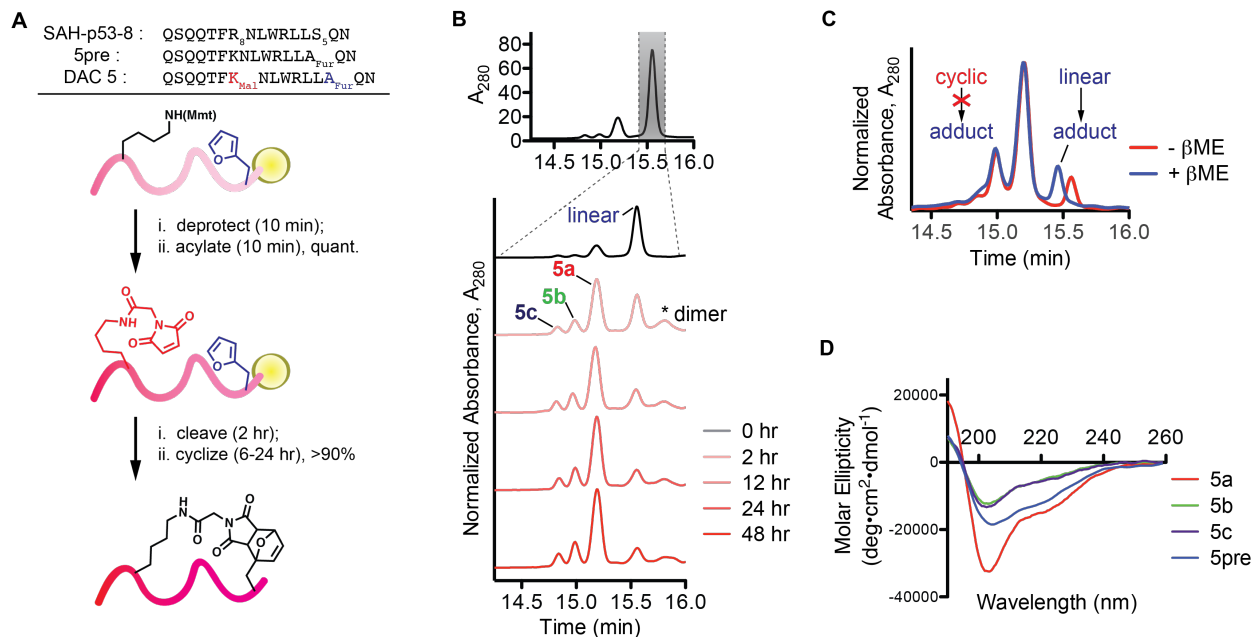 A
SAH-p53-8 : QSQQTFR8NLWRLLS5QN
5pre : QSQQTFKNLWRLLAFurQN
DAC 5 : QSQQTFKMalNLWRLLAFurQN
NH(Mmt)
O
i. deprotect (10 min);
ii. acylate (10 min), quant.
O
NH
N
O
O
O
i. cleave (2 hr);
ii. cyclize (6-24 hr), >90%
H
N
O
N
O
O
O
B
A280
80
60
40
20
0
14.5 15.0 15.5 16.0
linear
5a
5b
5c
* dimer
Normalized Absorbance, A280
0 hr
2 hr
12 hr
24 hr
48 hr
14.5 15.0 15.5 16.0
Time (min)
C
Normalized
Absorbance, A280
cyclic
adduct
linear
adduct
- βME
+ βME
14.5 15.0 15.5 16.0
Time (min)
D
Molar Ellipticity
(deg•cm2•dmol-1)
20000
0
-20000
-40000
200 220 240 260
5a
5b
5c
5pre
Wavelength (nm)